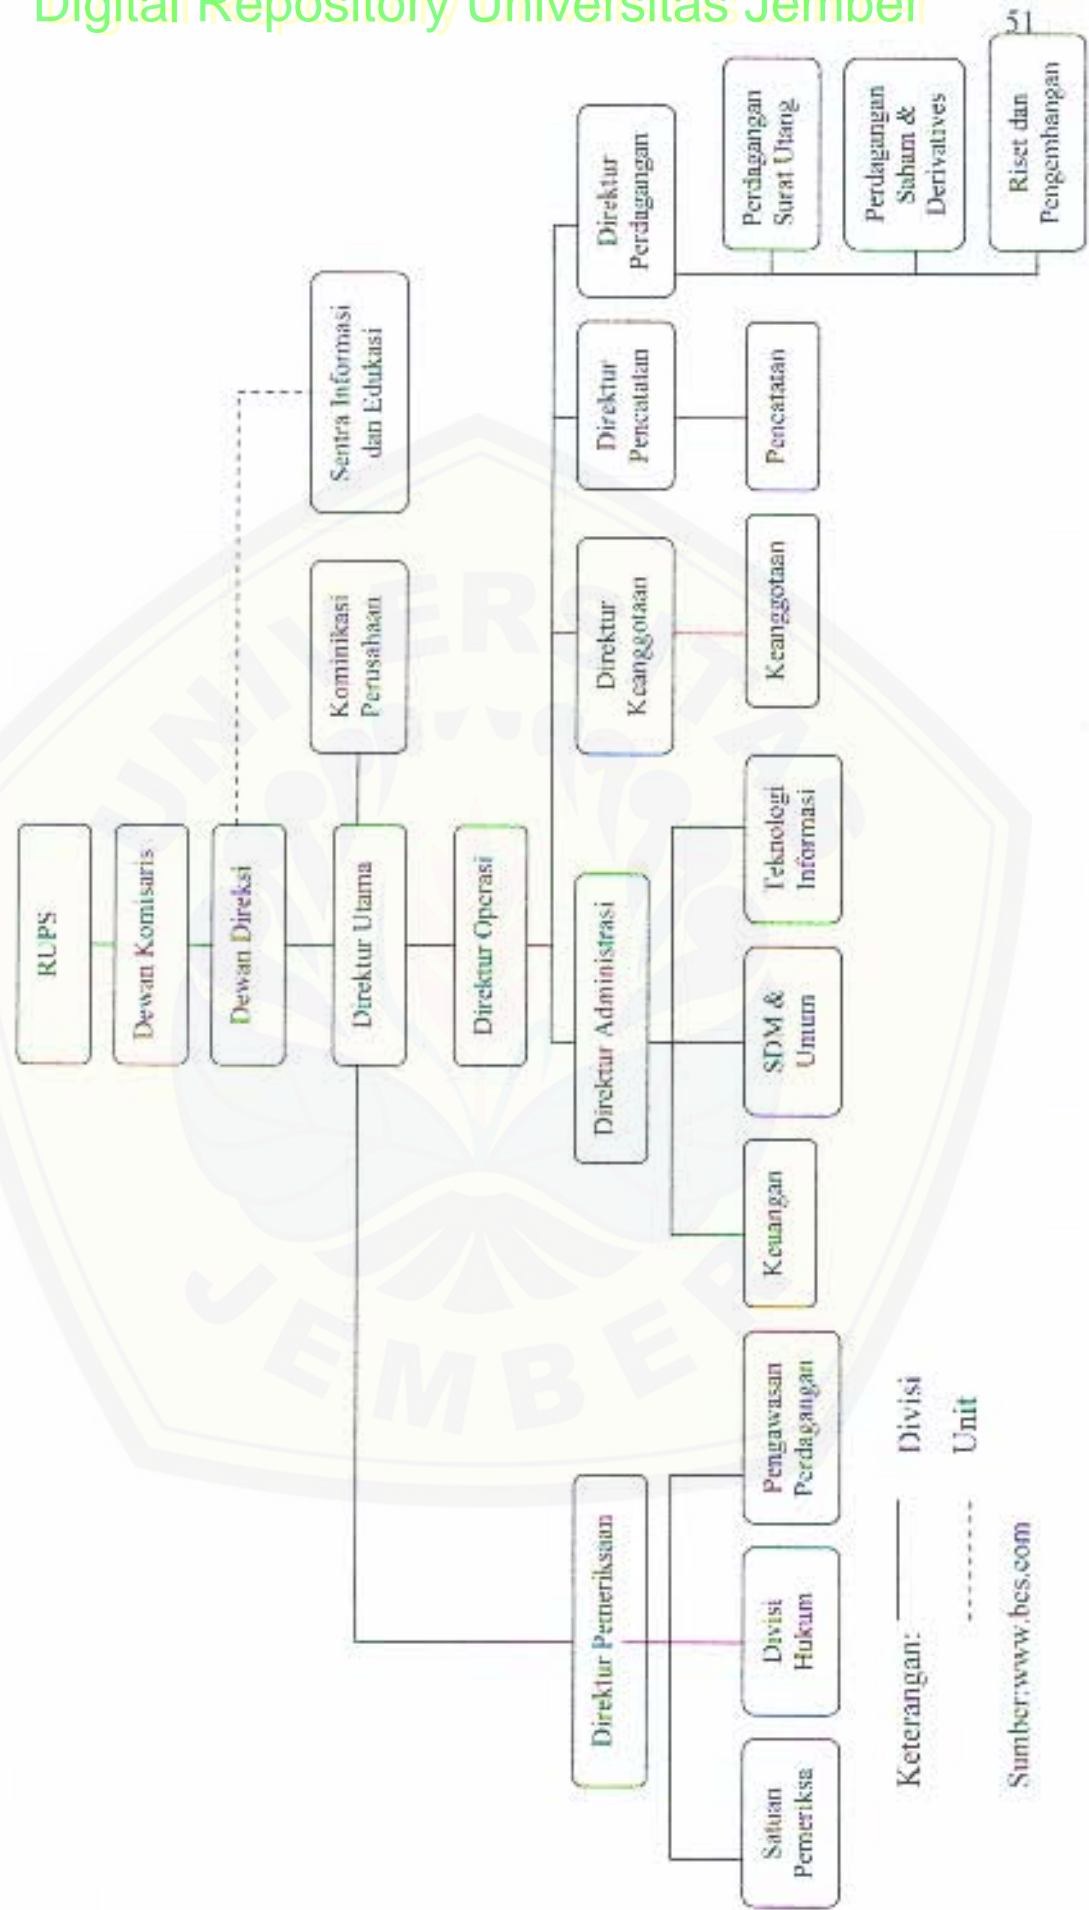 Digital Repository Universitas Jember
51
RUPS
Dewan Komisaris
Dewan Direksi
Sentra Informasi
dan Edukasi
Direktur Utama
Kominikasi
Perusahaan
Direktur Operasi
Direktur Pemeriksaan
Direktur Administrasi
Direktur
Keanggotaan
Direktur
Pencatatan
Direktur
Perdagangan
Satuan
Pemeriksa
Divisi
Hukum
Pengawasan
Perdagangan
Keuangan
SDM &
Umum
Teknologi
Informasi
Keanggotaan
Pencatatan
Perdagangan
Surat Utang
Perdagangan
Saham &
Derivatives
Riset dan
Pengembangan
Keterangan: Divisi
Unit
Sumber:www.bes.com
UNIVERSITAS
JEMBER